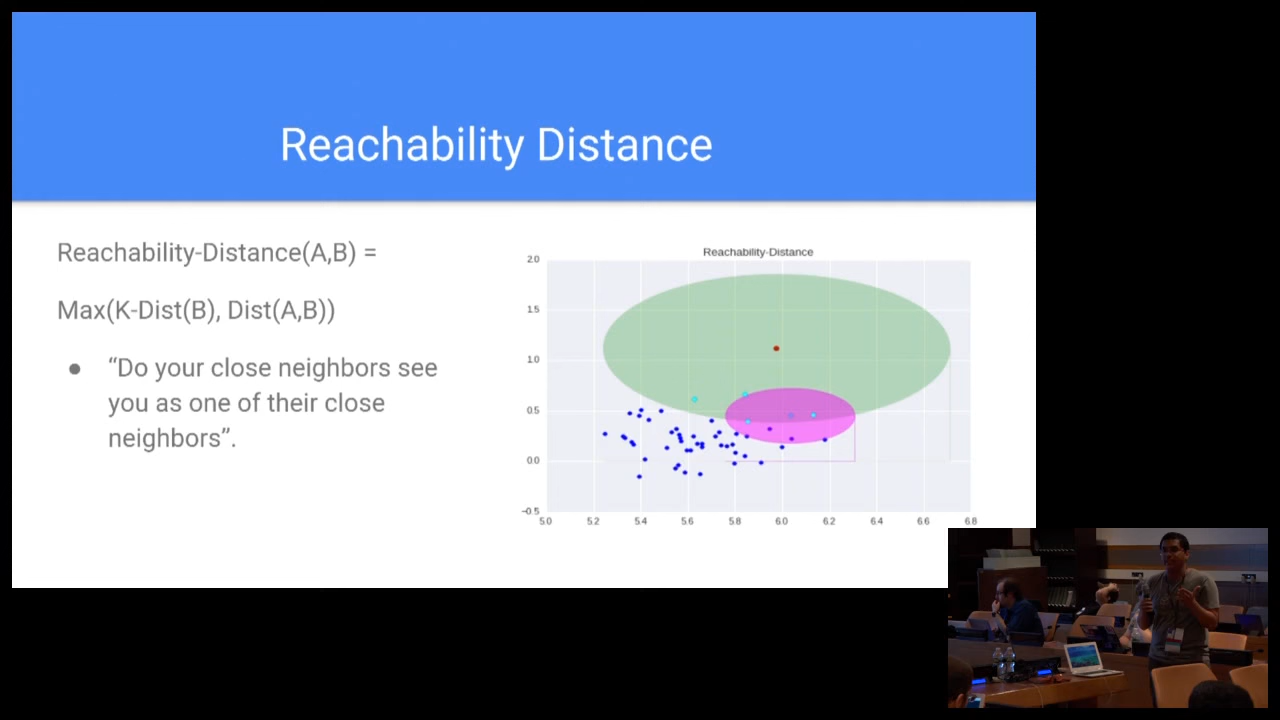 Reachability Distance
Reachability-Distance(A,B) =
Max(K-Dist(B), Dist(A,B))
● “Do your close neighbors see
you as one of their close
neighbors”.
Reachability-Distance
2.0
1.5
1.0
0.5
0.0
−0.5
5.0 5.2 5.4 5.6 5.8 6.0 6.2 6.4 6.6 6.8